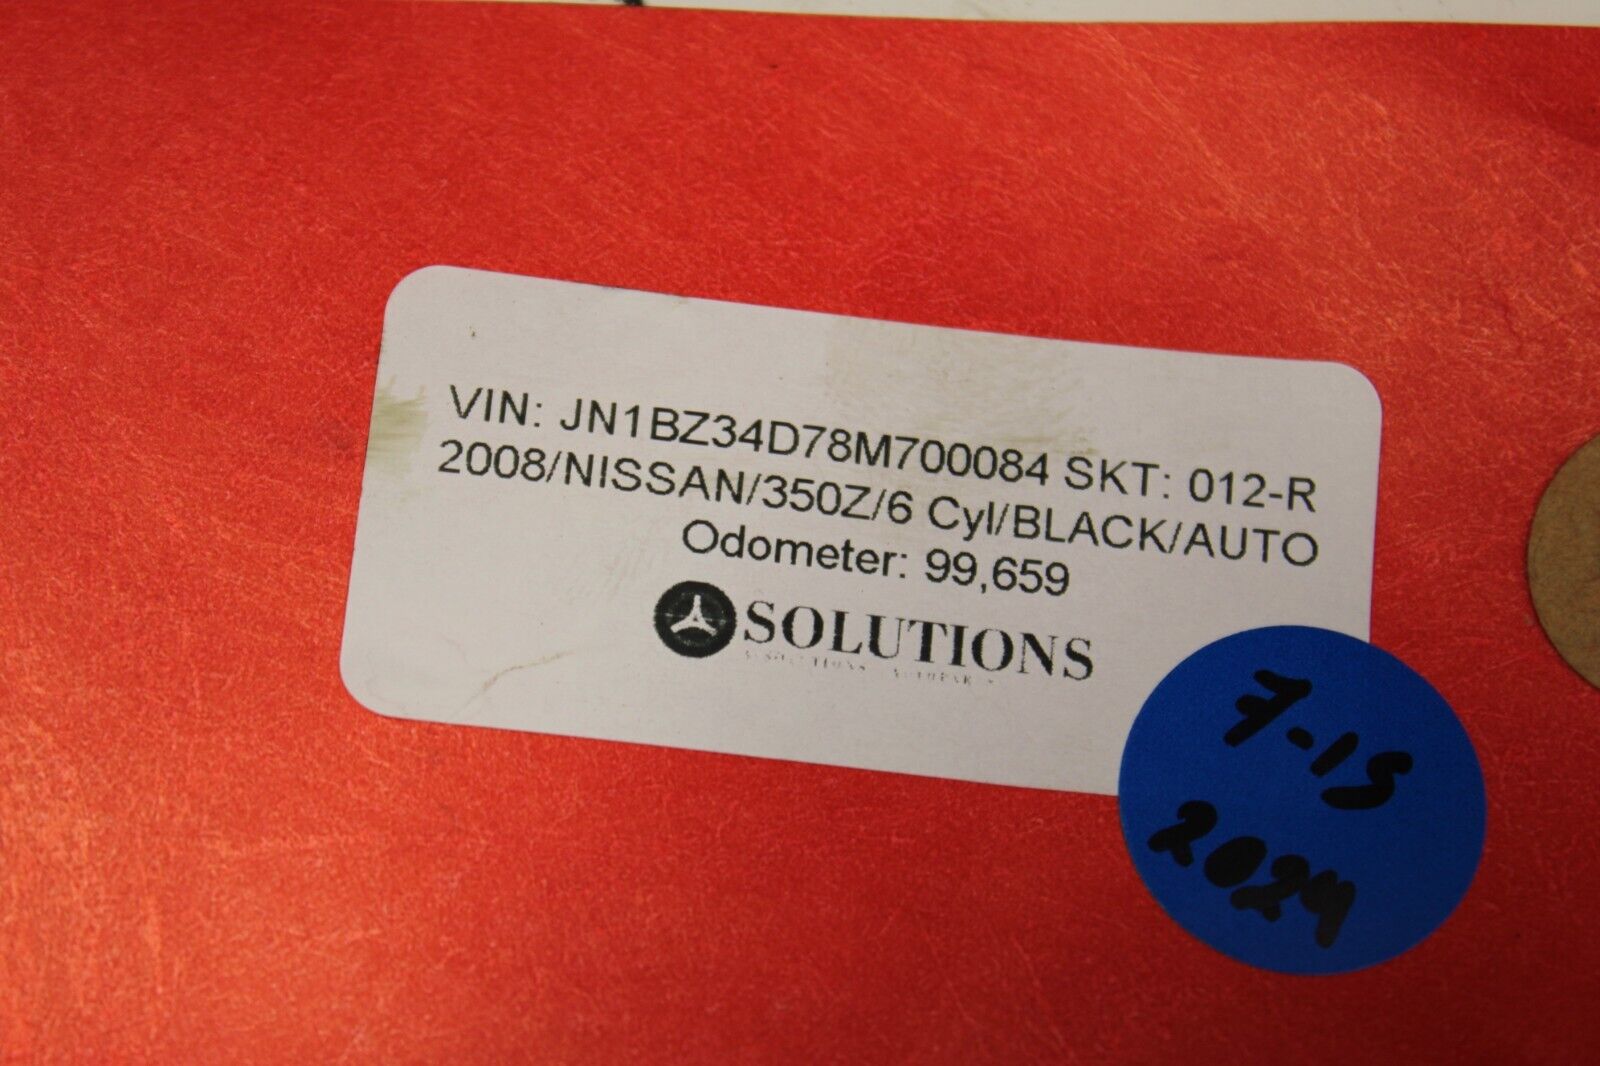 VIN: JN1BZ34D78M700084 SKT: 012-R
2008/NISSAN/350Z/6 Cyl/BLACK/AUTO
Odometer: 99,659
SOLUTIONS
7-15
2024